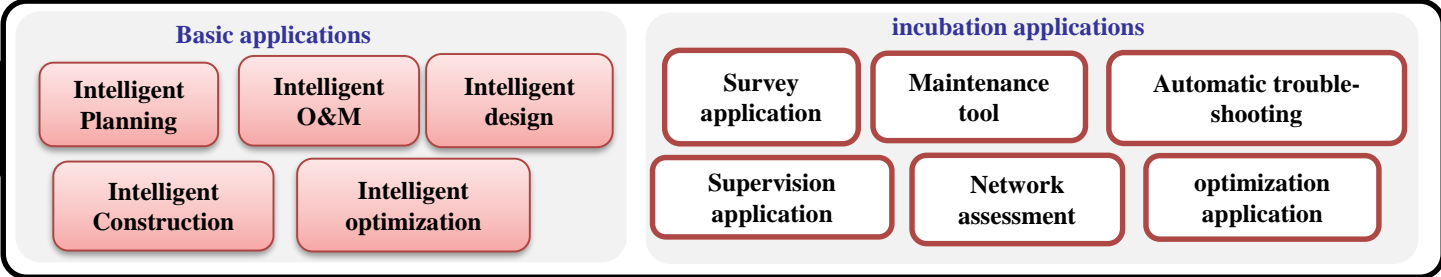 Basic applications
Intelligent
Planning
Intelligent
O&M
Intelligent
design
Intelligent
Construction
Intelligent
optimization
incubation applications
Survey
application
Maintenance
tool
Automatic trouble-
shooting
Supervision
application
Network
assessment
optimization
application